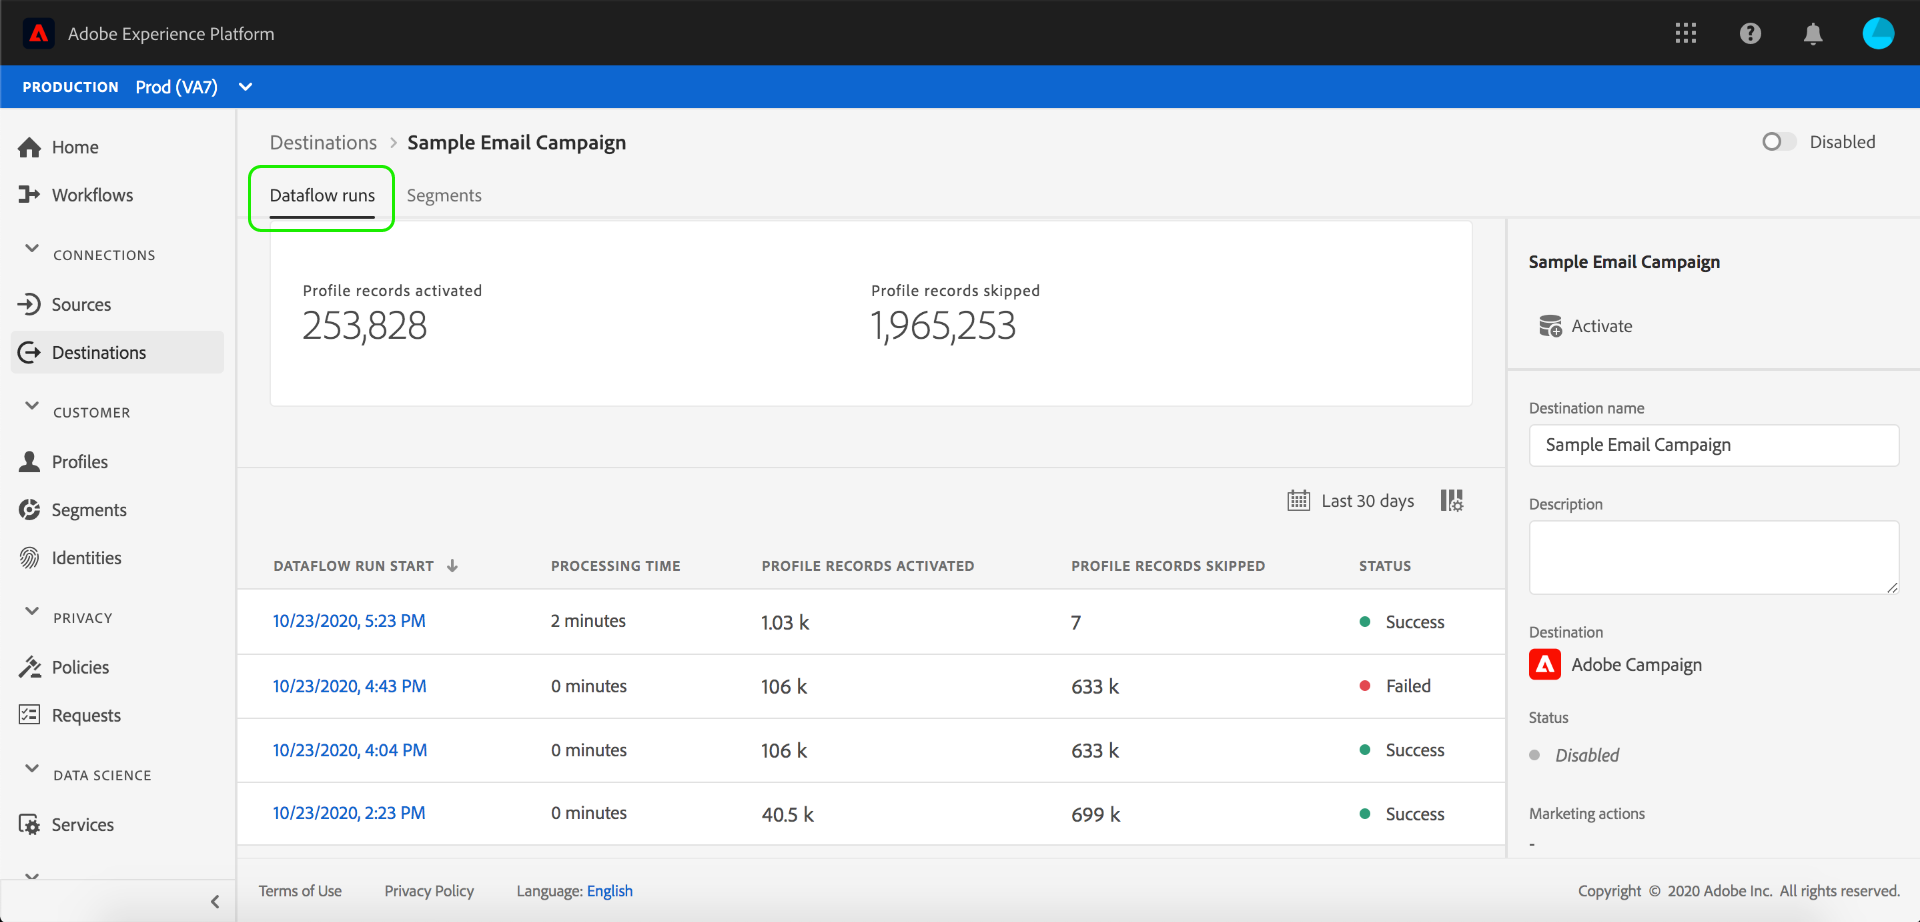 Adobe Experience Platform
PRODUCTION Prod (VA7)
Home
Workflows
CONNECTIONS
Sources
Destinations
CUSTOMER
Profiles
Segments
Identities
PRIVACY
Policies
Requests
DATA SCIENCE
Services
Destinations > Sample Email Campaign
Disabled
Dataflow runs Segments
Profile records activated
253,828
Profile records skipped
1,965,253
Last 30 days
DATAFLOW RUN START PROCESSING TIME PROFILE RECORDS ACTIVATED PROFILE RECORDS SKIPPED STATUS
10/23/2020, 5:23 PM 2 minutes 1.03 k 7 Success
10/23/2020, 4:43 PM 0 minutes 106 k 633 k Failed
10/23/2020, 4:04 PM 0 minutes 106 k 633 k Success
10/23/2020, 2:23 PM 0 minutes 40.5 k 699 k Success
Sample Email Campaign
Activate
Destination name
Sample Email Campaign
Description
Destination
Adobe Campaign
Status
Disabled
Marketing actions
-
Terms of Use Privacy Policy Language: English
Copyright © 2020 Adobe Inc. All rights reserved.